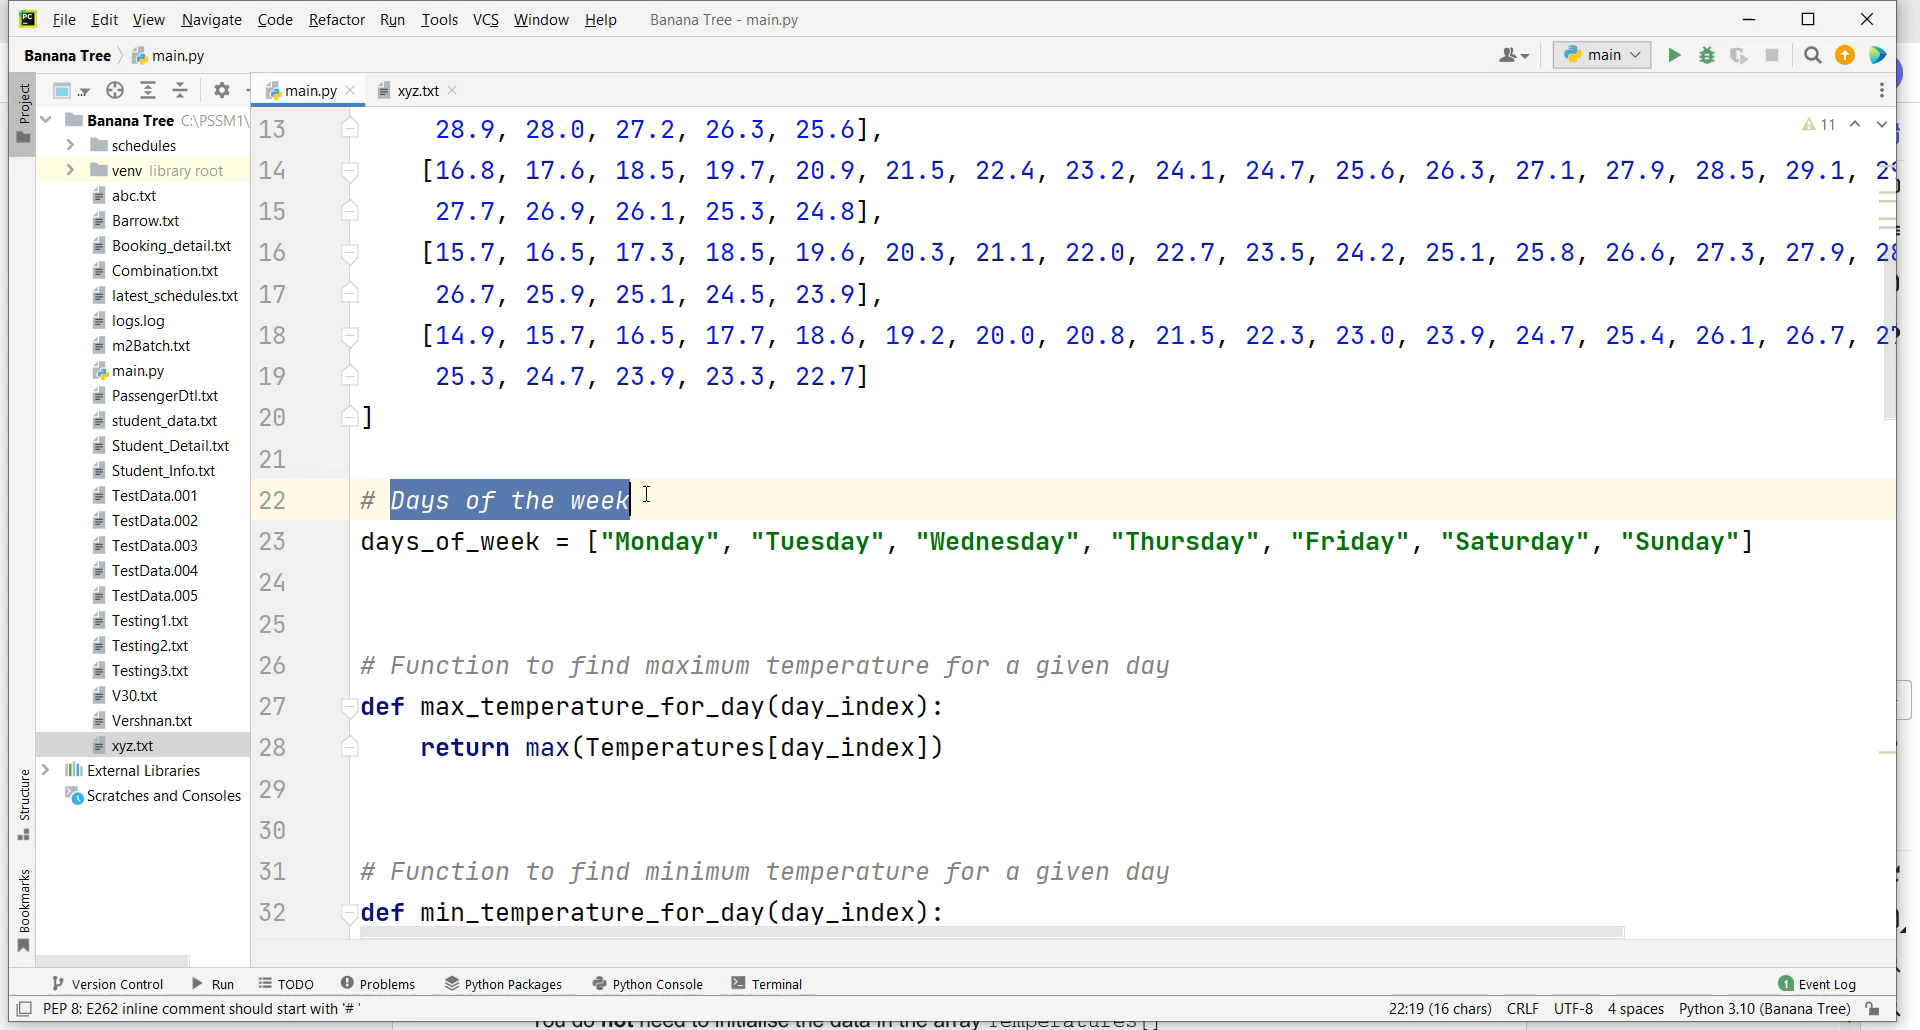 PC File Edit View Navigate Code Refactor Run Tools VCS Window Help Banana Tree - main.py
Banana Tree main.py main
Project
main.py xyz.txt
Banana Tree C:\PSSM1\
schedules
venv library root
abc.txt
Barrow.txt
Booking_detail.txt
Combination.txt
latest_schedules.txt
logs.log
m2Batch.txt
main.py
PassengerDtl.txt
student_data.txt
Student_Detail.txt
Student_Info.txt
TestData.001
TestData.002
TestData.003
TestData.004
TestData.005
Testing1.txt
Testing2.txt
Testing3.txt
V30.txt
Vershnan.txt
xyz.txt
External Libraries
Scratches and Consoles
Structure
Bookmarks
11
13 28.9, 28.0, 27.2, 26.3, 25.6],
14 [16.8, 17.6, 18.5, 19.7, 20.9, 21.5, 22.4, 23.2, 24.1, 24.7, 25.6, 26.3, 27.1, 27.9, 28.5, 29.1,
15 27.7, 26.9, 26.1, 25.3, 24.8],
16 [15.7, 16.5, 17.3, 18.5, 19.6, 20.3, 21.1, 22.0, 22.7, 23.5, 24.2, 25.1, 25.8, 26.6, 27.3, 27.9,
17 26.7, 25.9, 25.1, 24.5, 23.9],
18 [14.9, 15.7, 16.5, 17.7, 18.6, 19.2, 20.0, 20.8, 21.5, 22.3, 23.0, 23.9, 24.7, 25.4, 26.1, 26.7,
19 25.3, 24.7, 23.9, 23.3, 22.7]
20 ]
21
22 # Days of the week
23 days_of_week = ["Monday", "Tuesday", "Wednesday", "Thursday", "Friday", "Saturday", "Sunday"]
24
25
26 # Function to find maximum temperature for a given day
27 def max_temperature_for_day(day_index):
28 return max(Temperatures[day_index])
29
30
31 # Function to find minimum temperature for a given day
32 def min_temperature_for_day(day_index):
Version Control Run TODO Problems Python Packages Python Console Terminal 1 Event Log
PEP 8: E262 inline comment should start with '# ' 22:19 (16 chars) CRLF UTF-8 4 spaces Python 3.10 (Banana Tree)
You do not need to initialise the data in the array Temperatures[]